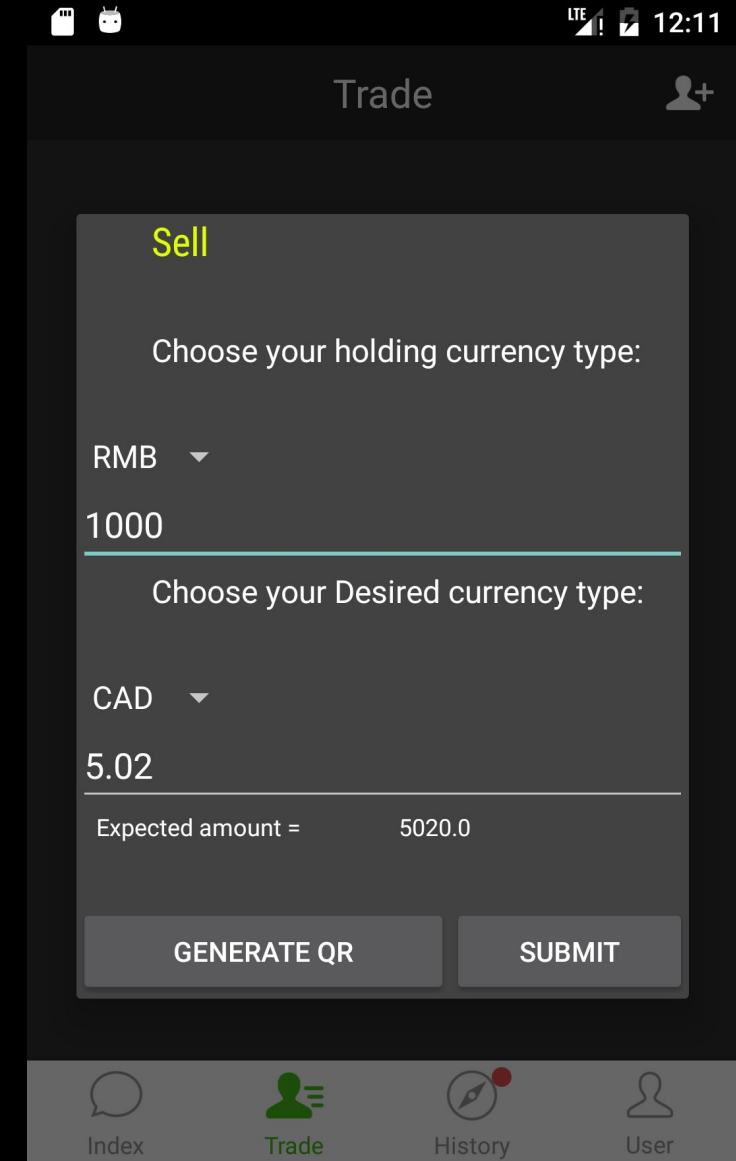 LTE 12:11
Trade
Sell
Choose your holding currency type:
RMB
1000
Choose your Desired currency type:
CAD
5.02
Expected amount = 5020.0
GENERATE QR SUBMIT
Index Trade History User